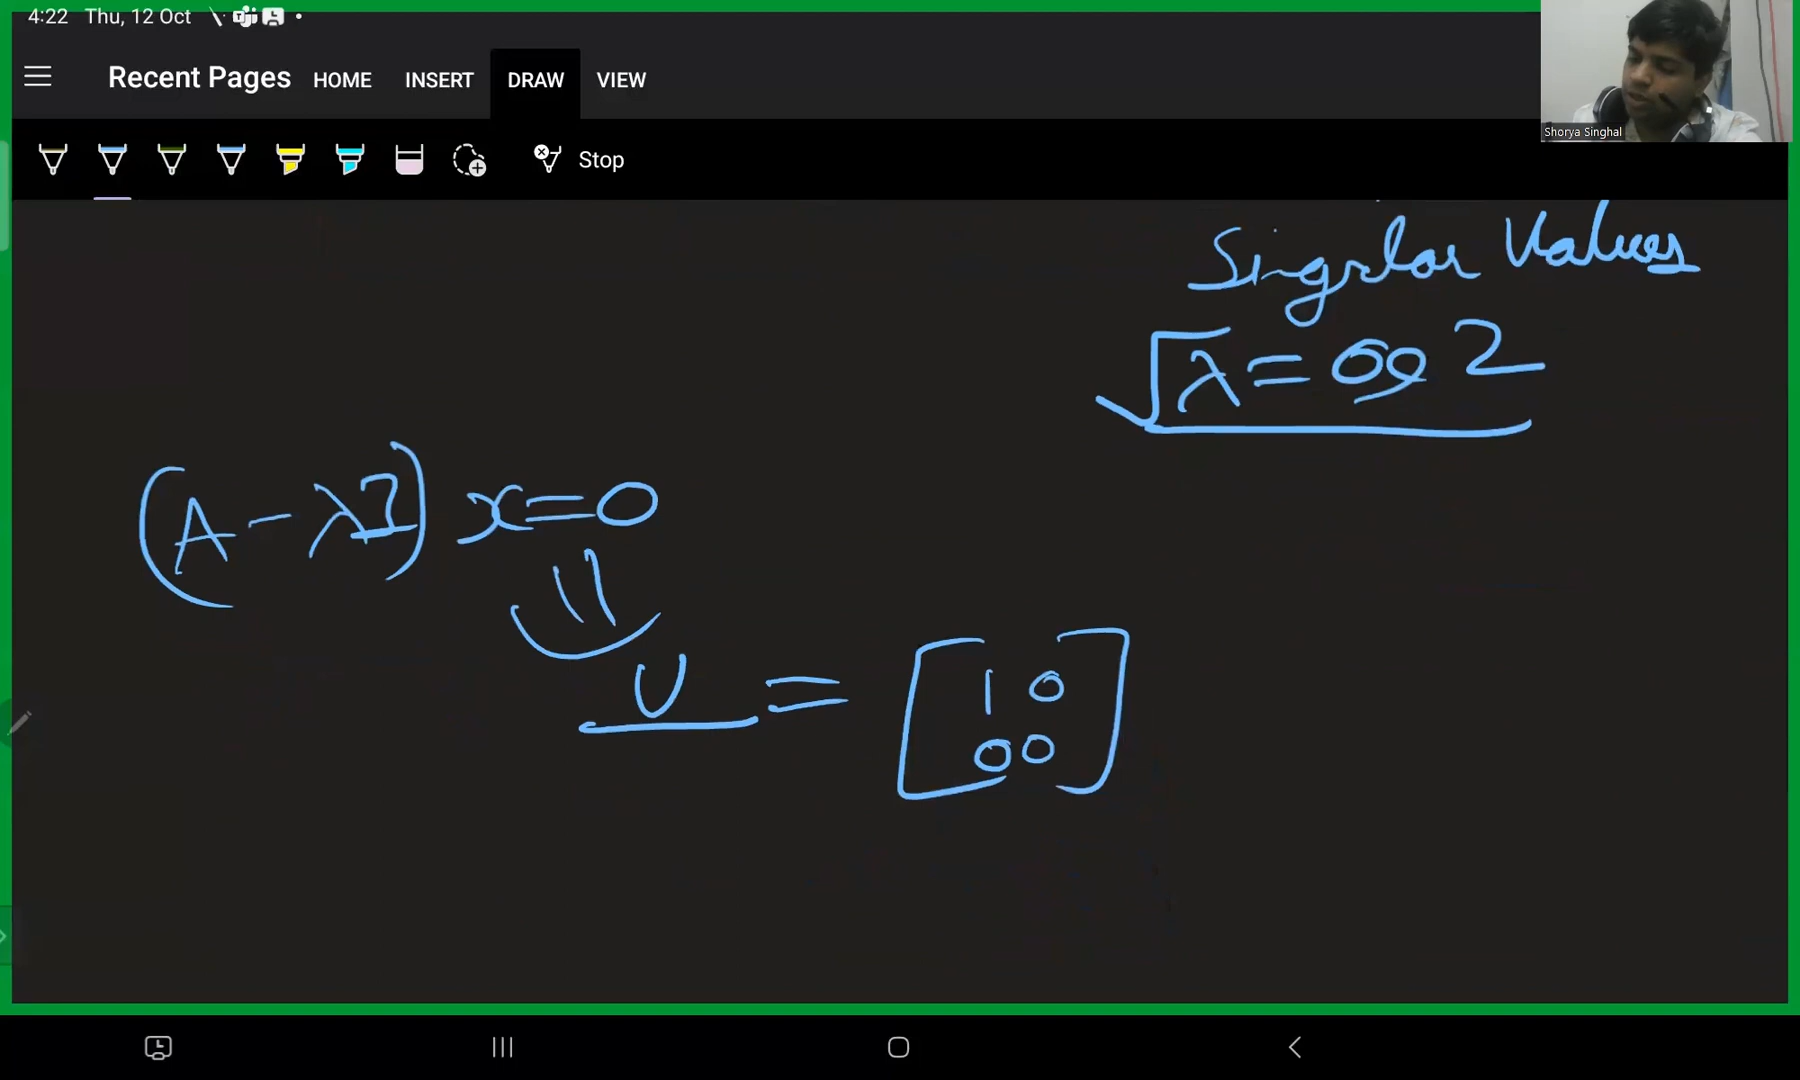 4:22 Thu, 12 Oct
Recent Pages HOME INSERT DRAW VIEW
Shorya Singhal
Stop
Singular Values
√λ = 0, 2
(A - λI) x = 0
U = [1 0
0 0]